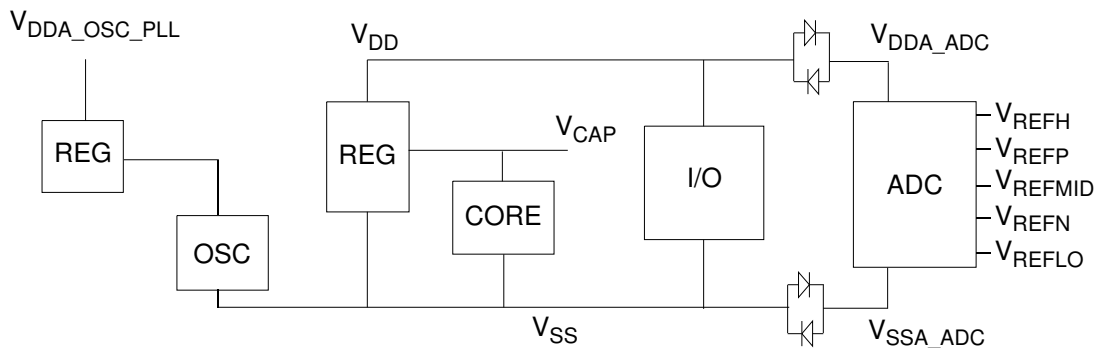 VDDA_OSC_PLL
VDD
VDDA_ADC
REG
REG
VCAP
I/O
ADC
VREFH
VREFP
VREFMID
VREFN
VREFLO
CORE
OSC
VSS
VSSA_ADC